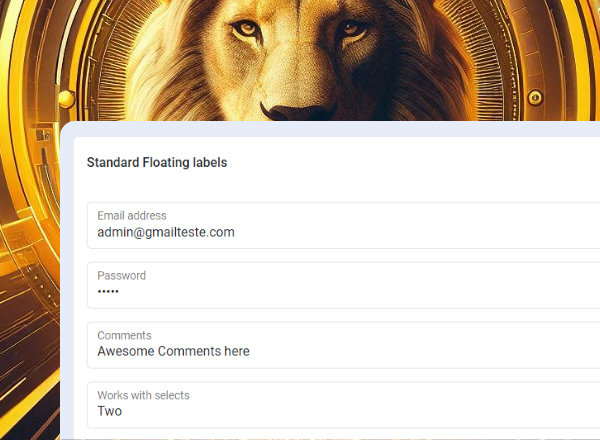 Standard Floating labels
Email address
admin@gmailteste.com
Password
•••••
Comments
Awesome Comments here
Works with selects
Two